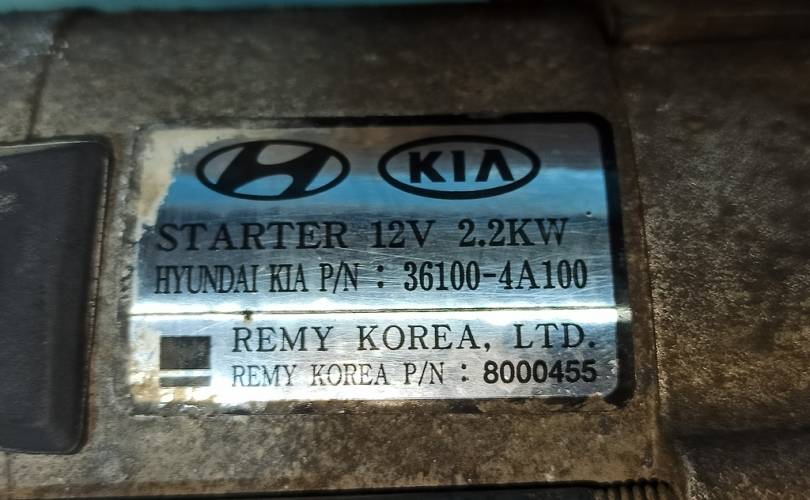 KIA
STARTER 12V 2.2KW
HYUNDAI KIA P/N : 36100-4A100
REMY KOREA, LTD.
REMY KOREA P/N : 8000455